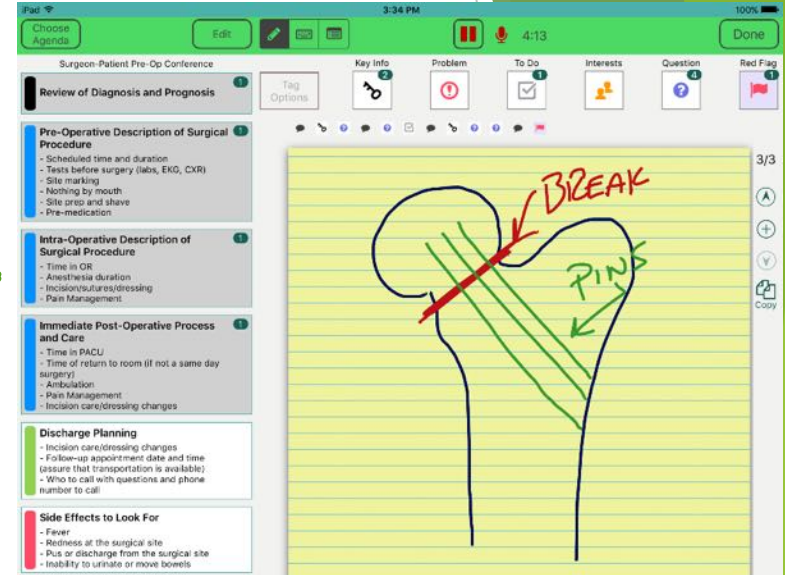 iPad 3:34 PM 100%
Choose
Agenda
Edit
4:13
Done
Surgeon-Patient Pre-Op Conference
Review of Diagnosis and Prognosis 1
Pre-Operative Description of Surgical 1
Procedure
- Scheduled time and duration
- Tests before surgery (labs, EKG, CXR)
- Site marking
- Nothing by mouth
- Site prep and shave
- Pre-medication
Intra-Operative Description of 1
Surgical Procedure
- Time in OR
- Anesthesia duration
- Incision/sutures/dressing
- Pain Management
Immediate Post-Operative Process 1
and Care
- Time in PACU
- Time of return to room (if not a same day
surgery)
- Ambulation
- Pain Management
- Incision care/dressing changes
Discharge Planning
- Incision care/dressing changes
- Follow-up appointment date and time
(assure that transportation is available)
- Who to call with questions and phone
number to call
Side Effects to Look For
- Fever
- Redness at the surgical site
- Pus or discharge from the surgical site
- Inability to urinate or move bowels
Tag
Options
Key Info 2
Problem
To Do 1
Interests
Question 4
Red Flag 1
3/3
Copy
BREAK
PINS